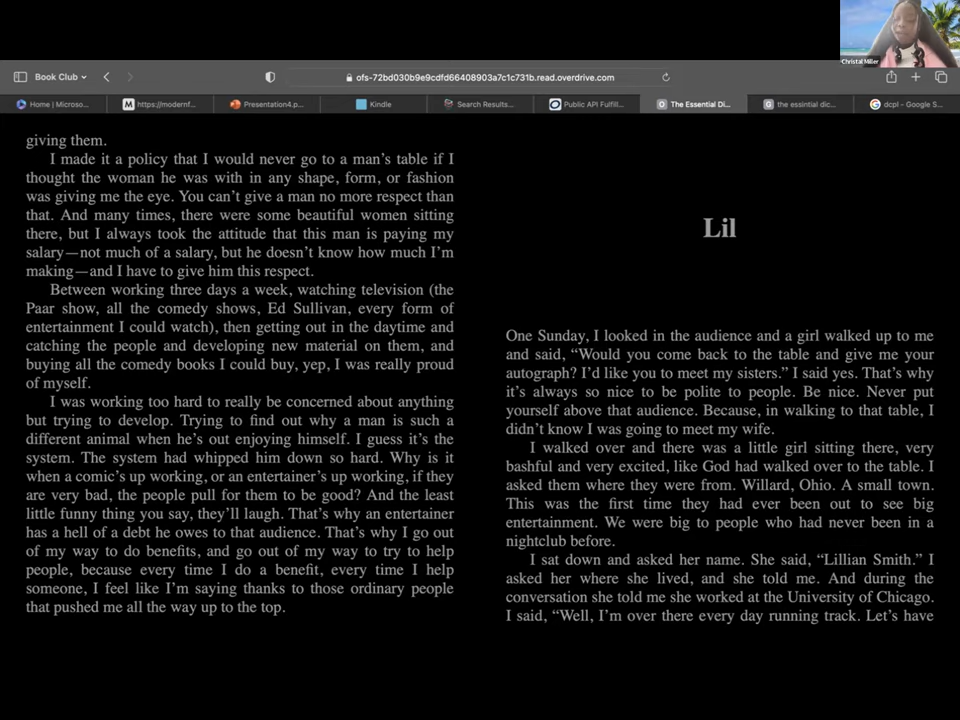 Christal Miller
Book Club
ofs-72bd030b9e9cdfd66408903a7c1c731b.read.overdrive.com
Home | Microso...
M https://modernf...
Presentation4.p...
Kindle
Search Results...
Public API Fulfill...
The Essential Di...
the essintial dic...
dcpl - Google S...
giving them.
I made it a policy that I would never go to a man's table if I
thought the woman he was with in any shape, form, or fashion
was giving me the eye. You can't give a man no more respect than
that. And many times, there were some beautiful women sitting
there, but I always took the attitude that this man is paying my
salary—not much of a salary, but he doesn't know how much I'm
making—and I have to give him this respect.
Between working three days a week, watching television (the
Paar show, all the comedy shows, Ed Sullivan, every form of
entertainment I could watch), then getting out in the daytime and
catching the people and developing new material on them, and
buying all the comedy books I could buy, yep, I was really proud
of myself.
I was working too hard to really be concerned about anything
but trying to develop. Trying to find out why a man is such a
different animal when he's out enjoying himself. I guess it's the
system. The system had whipped him down so hard. Why is it
when a comic's up working, or an entertainer's up working, if they
are very bad, the people pull for them to be good? And the least
little funny thing you say, they'll laugh. That's why an entertainer
has a hell of a debt he owes to that audience. That's why I go out
of my way to do benefits, and go out of my way to try to help
people, because every time I do a benefit, every time I help
someone, I feel like I'm saying thanks to those ordinary people
that pushed me all the way up to the top.
Lil
One Sunday, I looked in the audience and a girl walked up to me
and said, "Would you come back to the table and give me your
autograph? I'd like you to meet my sisters." I said yes. That's why
it's always so nice to be polite to people. Be nice. Never put
yourself above that audience. Because, in walking to that table, I
didn't know I was going to meet my wife.
I walked over and there was a little girl sitting there, very
bashful and very excited, like God had walked over to the table. I
asked them where they were from. Willard, Ohio. A small town.
This was the first time they had ever been out to see big
entertainment. We were big to people who had never been in a
nightclub before.
I sat down and asked her name. She said, "Lillian Smith." I
asked her where she lived, and she told me. And during the
conversation she told me she worked at the University of Chicago.
I said, "Well, I'm over there every day running track. Let's have